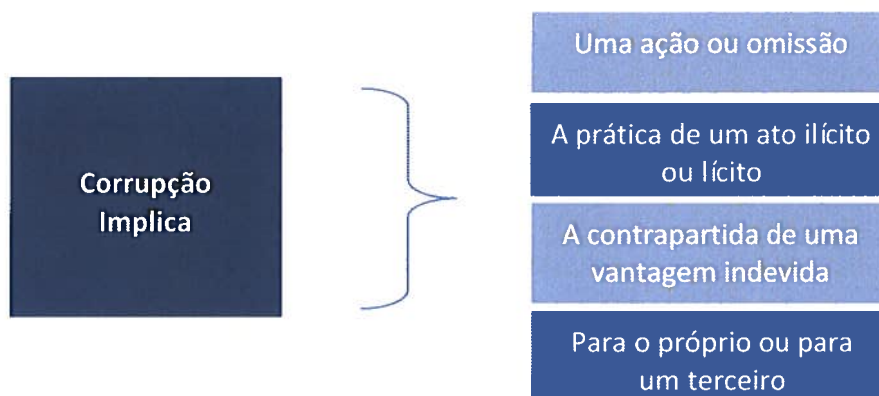 Corrupção
Implica
Uma ação ou omissão
A prática de um ato ilícito
ou lícito
A contrapartida de uma
vantagem indevida
Para o próprio ou para
um terceiro